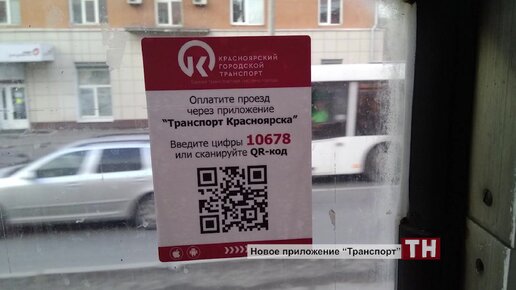 КРАСНОЯРСКИЙ
ГОРОДСКОЙ
ТРАНСПОРТ
Оплатите проезд
через приложение
“Транспорт Красноярска”
Введите цифры 10678
или сканируйте QR-код
Новое приложение “Транспорт”
ТН